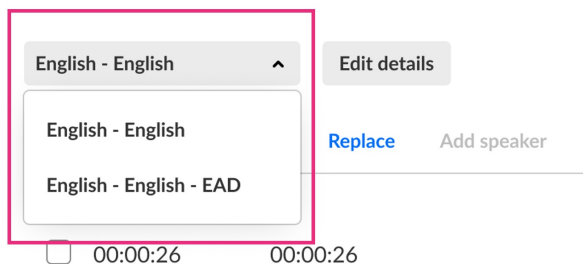 English - English
Edit details
English - English
Replace
Add speaker
English - English - EAD
00:00:26
00:00:26